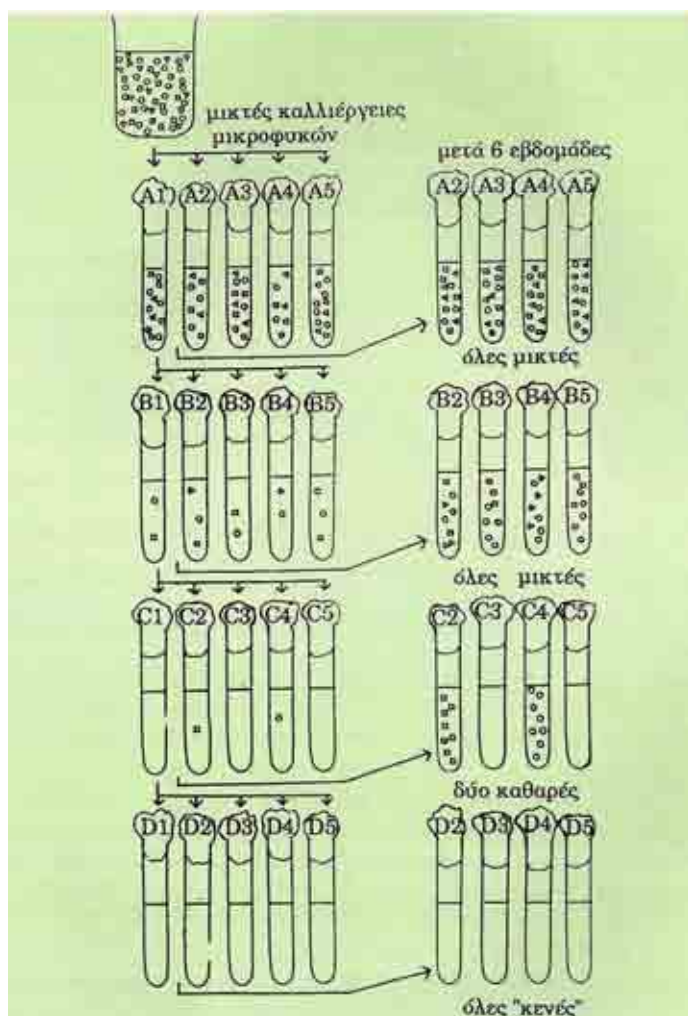 μικτές καλλιέργειες
μικροφυκών
μετά 6 εβδομάδες
A1 A2 A3 A4 A5
A2 A3 A4 A5
όλες μικτές
B1 B2 B3 B4 B5
B2 B3 B4 B5
όλες μικτές
C1 C2 C3 C4 C5
C2 C3 C4 C5
δύο καθαρές
D1 D2 D3 D4 D5
D2 D3 D4 D5
όλες "κενές"